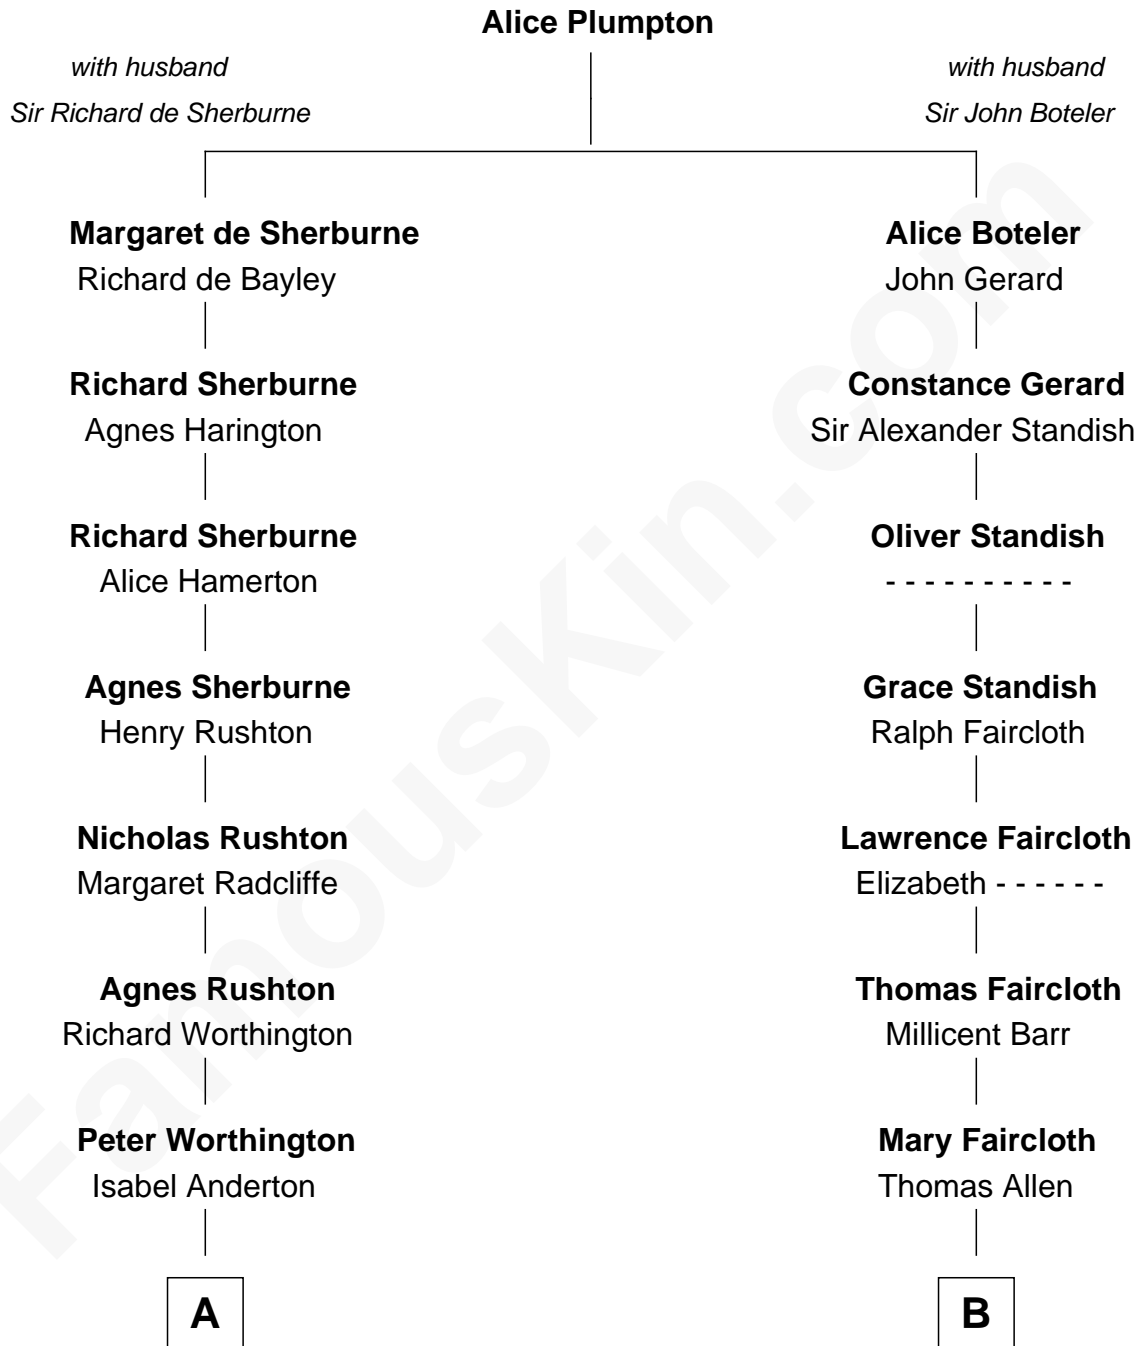 Alice Plumpton
with husband
Sir Richard de Sherburne
with husband
Sir John Boteler
Margaret de Sherburne
Richard de Bayley
Alice Boteler
John Gerard
Richard Sherburne
Agnes Harington
Constance Gerard
Sir Alexander Standish
Richard Sherburne
Alice Hamerton
Oliver Standish
- - - - - - - - - -
Agnes Sherburne
Henry Rushton
Grace Standish
Ralph Faircloth
Nicholas Rushton
Margaret Radcliffe
Lawrence Faircloth
Elizabeth - - - - - -
Agnes Rushton
Richard Worthington
Thomas Faircloth
Millicent Barr
Peter Worthington
Isabel Anderton
Mary Faircloth
Thomas Allen
A
B
FamousKin.com